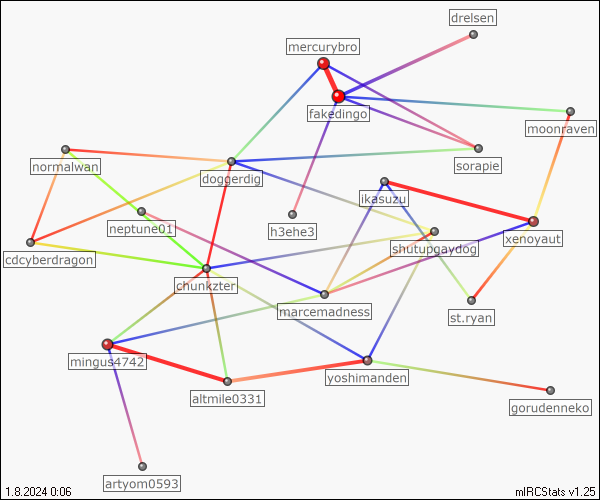 drelsen
mercurybro
fakedingo
moonraven
sorapie
normalwan
doggerdig
ikasuzu
neptune01
h3ehe3
xenoyaut
shutupgaydog
cdcyberdragon
chunkzter
marcemadness
st.ryan
mingus4742
yoshimanden
altmile0331
gorudenneko
artyom0593
1.8.2024 0:06
mIRCStats v1.25